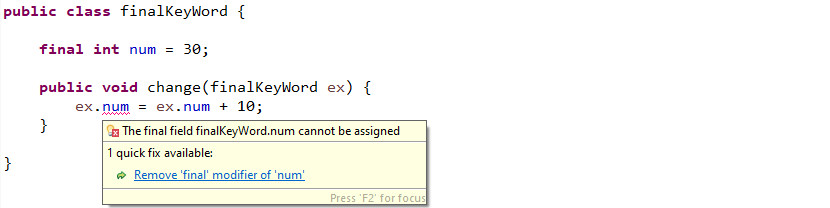 public class finalKeyWord {
final int num = 30;
public void change(finalKeyWord ex) {
ex.num = ex.num + 10;
}
The final field finalKeyWord.num cannot be assigned
1 quick fix available:
Remove 'final' modifier of 'num'
Press 'F2' for focus
}